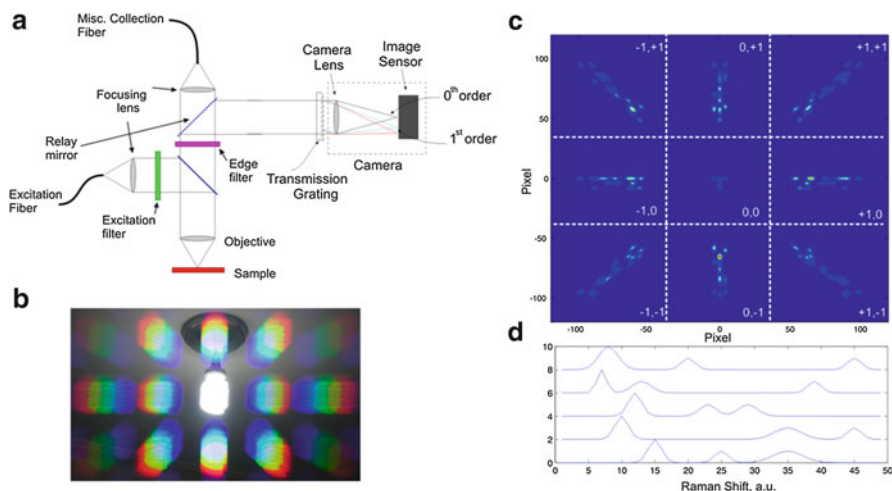 a
Misc. Collection
Fiber
Focusing
lens
Relay
mirror
Excitation
Fiber
Excitation
filter
Edge
filter
Objective
Sample
Camera
Lens
Image
Sensor
0th order
1st order
Camera
Transmission
Grating
b
c
-1,+1
0,+1
+1,+1
-1,0
0,0
+1,0
-1,-1
0,-1
+1,-1
100
50
0
-50
-100
Pixel
-100
-50
0
50
100
Pixel
d
10
8
6
4
2
0
0 5 10 15 20 25 30 35 40 45 50
Raman Shift, a.u.